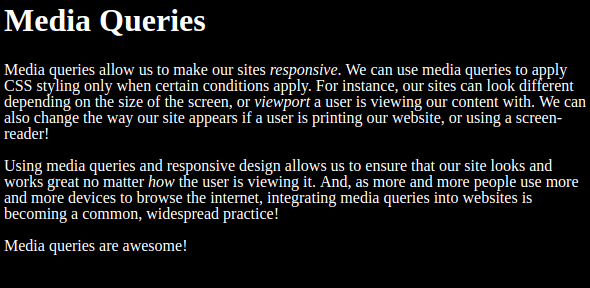 Media Queries
Media queries allow us to make our sites responsive. We can use media queries to apply
CSS styling only when certain conditions apply. For instance, our sites can look different
depending on the size of the screen, or viewport a user is viewing our content with. We can
also change the way our site appears if a user is printing our website, or using a screen-
reader!
Using media queries and responsive design allows us to ensure that our site looks and
works great no matter how the user is viewing it. And, as more and more people use more
and more devices to browse the internet, integrating media queries into websites is
becoming a common, widespread practice!
Media queries are awesome!